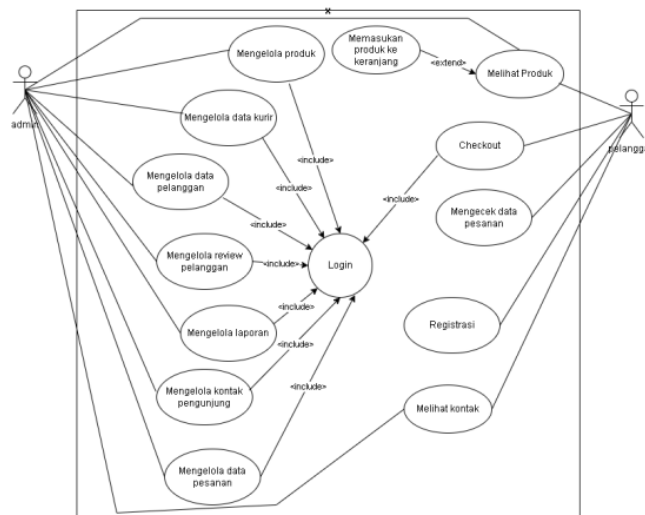 x
Mengelola produk
Memasukan
produk ke
keranjang
<extend>
Melihat Produk
admin
Mengelola data kurir
<include>
Checkout
pelangga
Mengelola data
pelanggan
<include>
<include>
<include>
Mengecek data
pesanan
Mengelola review
pelanggan
<include>
Login
Mengelola laporan
<include>
Registrasi
<include>
Mengelola kontak
pengunjung
<include>
Melihat kontak
Mengelola data
pesanan